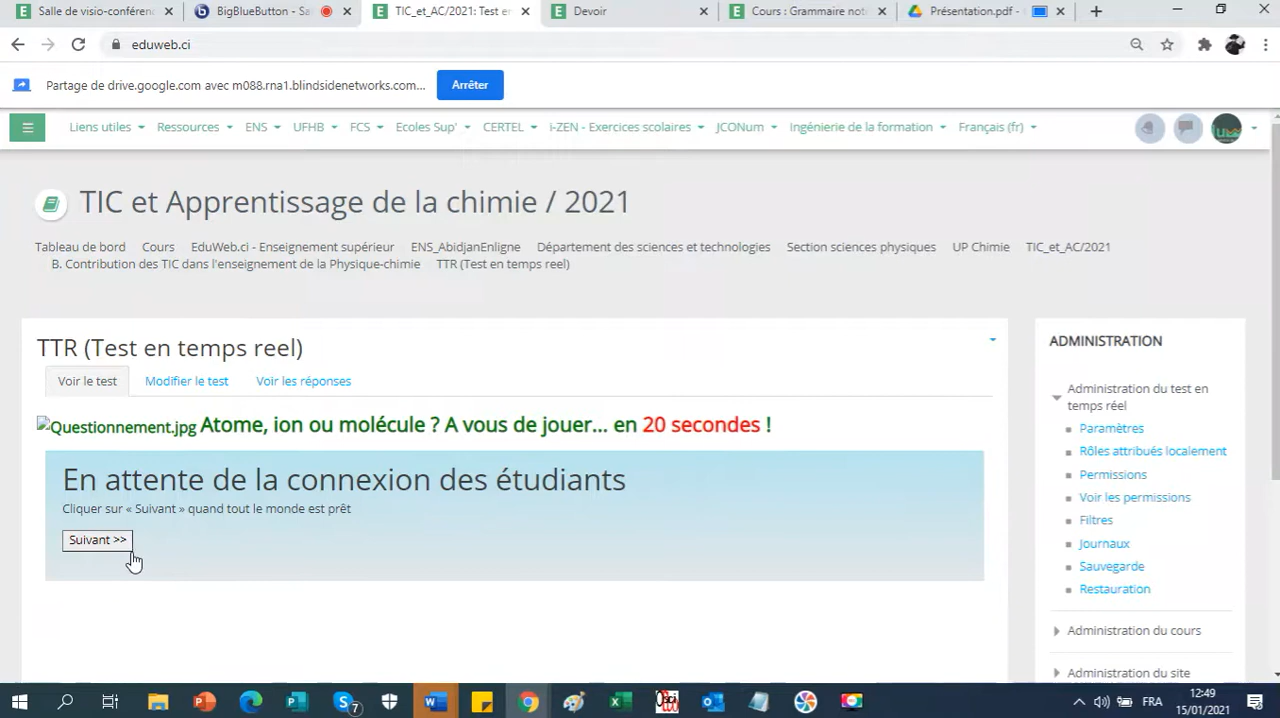 Salle de visio-conféren
BigBlueButton - Sa
TIC_et_AC/2021: Test e
Devoir
Cours : Grammaire not
Présentation.pdf -
eduweb.ci
Partage de drive.google.com avec m088.rna1.blindsidenetworks.com...
Arrêter
Liens utiles
Ressources
ENS
UFHB
FCS
Ecoles Sup'
CERTEL
i-ZEN - Exercices scolaires
JCONum
Ingénierie de la formation
Français (fr)
TIC et Apprentissage de la chimie / 2021
Tableau de bord Cours EduWeb.ci - Enseignement supérieur ENS_AbidjanEnligne Département des sciences et technologies Section sciences physiques UP Chimie TIC_et_AC/2021
B. Contribution des TIC dans l'enseignement de la Physique-chimie TTR (Test en temps reel)
TTR (Test en temps reel)
Voir le test
Modifier le test
Voir les réponses
Questionnement.jpg Atome, ion ou molécule ? A vous de jouer... en 20 secondes !
En attente de la connexion des étudiants
Cliquer sur « Suivant » quand tout le monde est prêt
Suivant >>
ADMINISTRATION
Administration du test en
temps réel
Paramètres
Rôles attribués localement
Permissions
Voir les permissions
Filtres
Journaux
Sauvegarde
Restauration
Administration du cours
Administration du site
7
FRA
12:49
15/01/2021